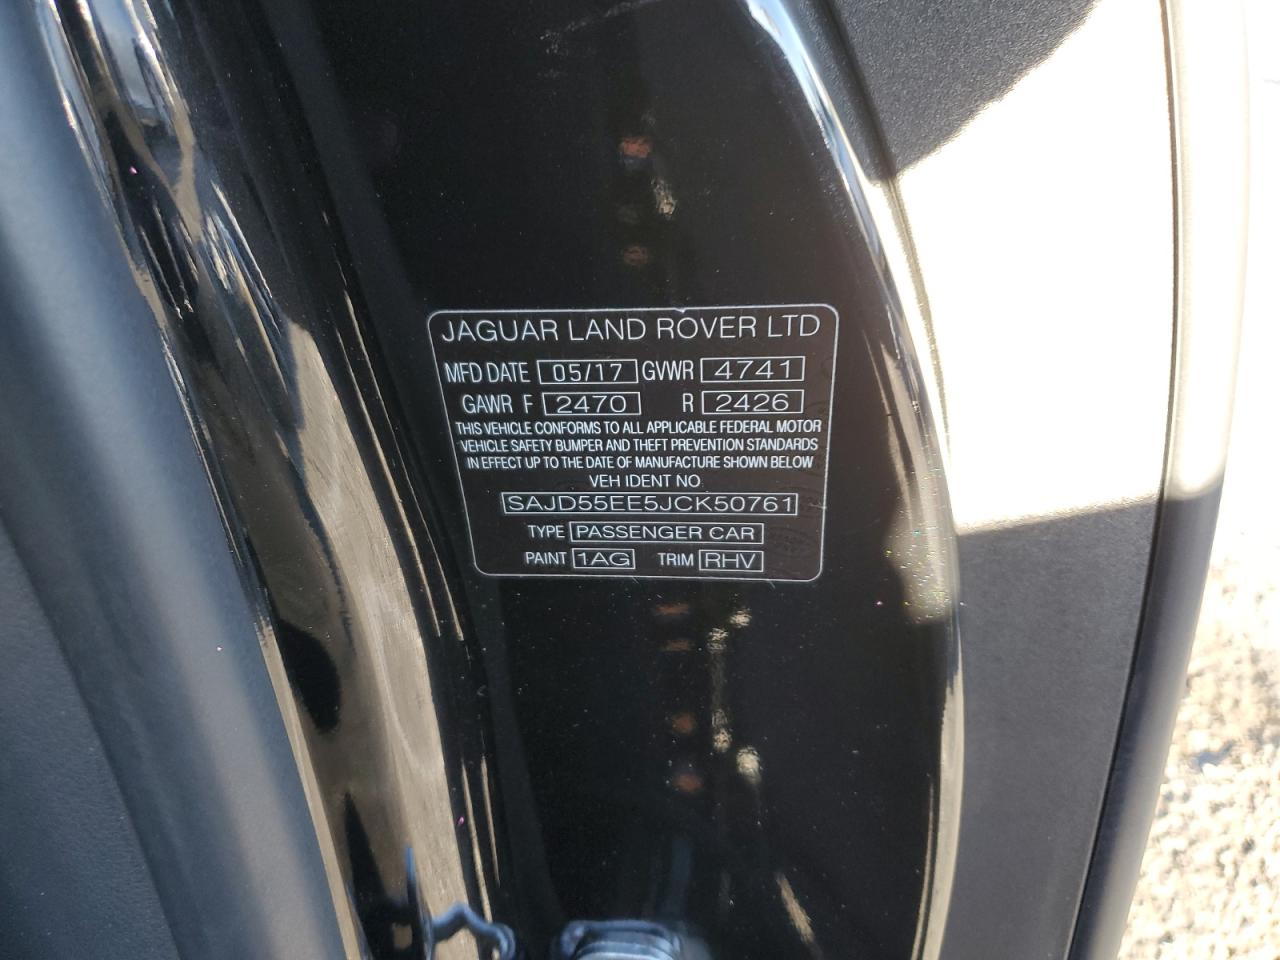 JAGUAR LAND ROVER LTD
MFD DATE 05/17 GVWR 4741
GAWR F 2470 R 2426
THIS VEHICLE CONFORMS TO ALL APPLICABLE FEDERAL MOTOR
VEHICLE SAFETY BUMPER AND THEFT PREVENTION STANDARDS
IN EFFECT UP TO THE DATE OF MANUFACTURE SHOWN BELOW
VEH IDENT NO
SAJD55EE5JCK50761
TYPE PASSENGER CAR
PAINT 1AG TRIM RHV